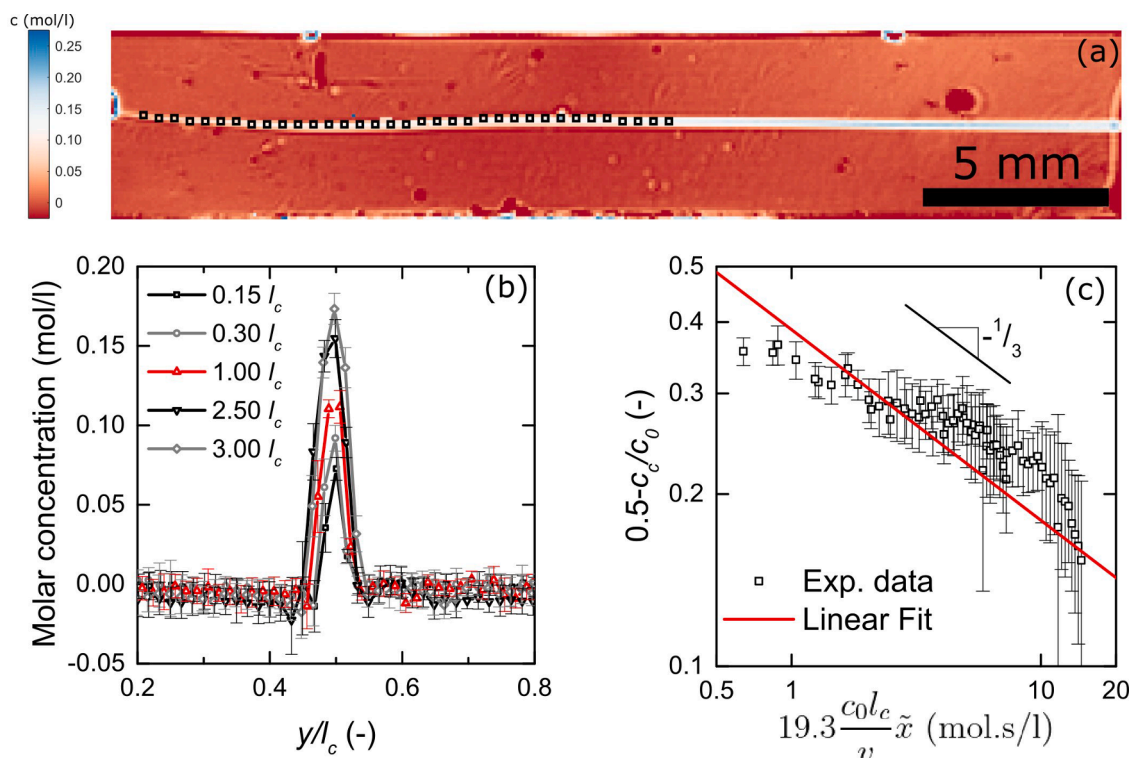 c (mol/l)
0.25
0.20
0.15
0.10
0.05
0
(a)
5 mm
(b)
0.20
0.15
0.10
0.05
0.00
-0.05
Molar concentration (mol/l)
0.15 l_c
0.30 l_c
1.00 l_c
2.50 l_c
3.00 l_c
0.2 0.4 0.6 0.8
y/l_c (-)
(c)
0.5
0.4
0.3
0.2
0.1
0.5-c_c/c_0 (-)
-1/3
Exp. data
Linear Fit
0.5 1 10 20
19.3 c_0 l_c / v x̃ (mol.s/l)